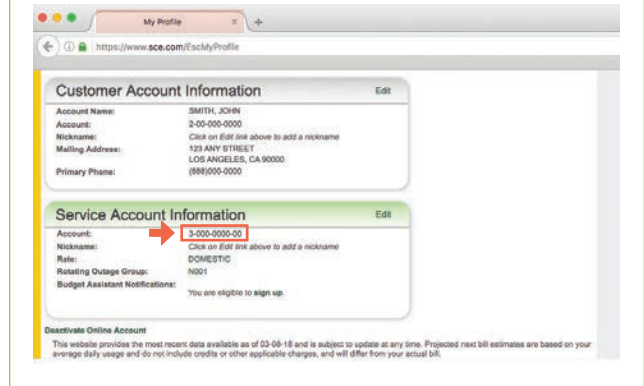 My Profile
https://www.sce.com/EscMyProfile
Customer Account Information Edit
Account Name: SMITH, JOHN
Account: 2-00-000-0000
Nickname: Click on Edit link above to add a nickname
Mailing Address: 123 ANY STREET
LOS ANGELES, CA 90000
Primary Phone: (888)000-0000
Service Account Information Edit
Account: 3-000-0000-00
Nickname: Click on Edit link above to add a nickname
Rate: DOMESTIC
Rotating Outage Group: N001
Budget Assistant Notifications:
You are eligible to sign up.
Deactivate Online Account
This website provides the most recent data available as of 03-08-18 and is subject to update at any time. Projected next bill estimates are based on your
average daily usage and do not include credits or other applicable charges, and will differ from your actual bill.